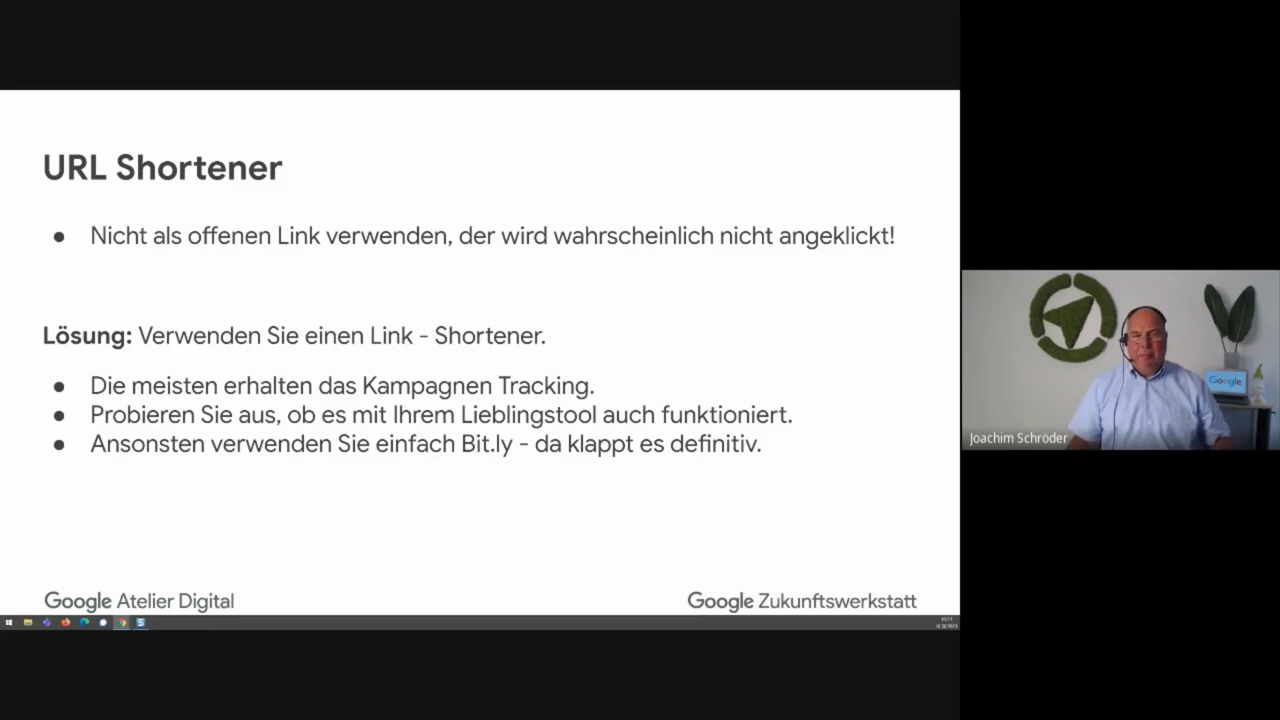 URL Shortener
● Nicht als offenen Link verwenden, der wird wahrscheinlich nicht angeklickt!
Lösung: Verwenden Sie einen Link - Shortener.
● Die meisten erhalten das Kampagnen Tracking.
● Probieren Sie aus, ob es mit Ihrem Lieblingstool auch funktioniert.
● Ansonsten verwenden Sie einfach Bit.ly - da klappt es definitiv.
Google Atelier Digital
Google Zukunftswerkstatt
Google
Joachim Schröder